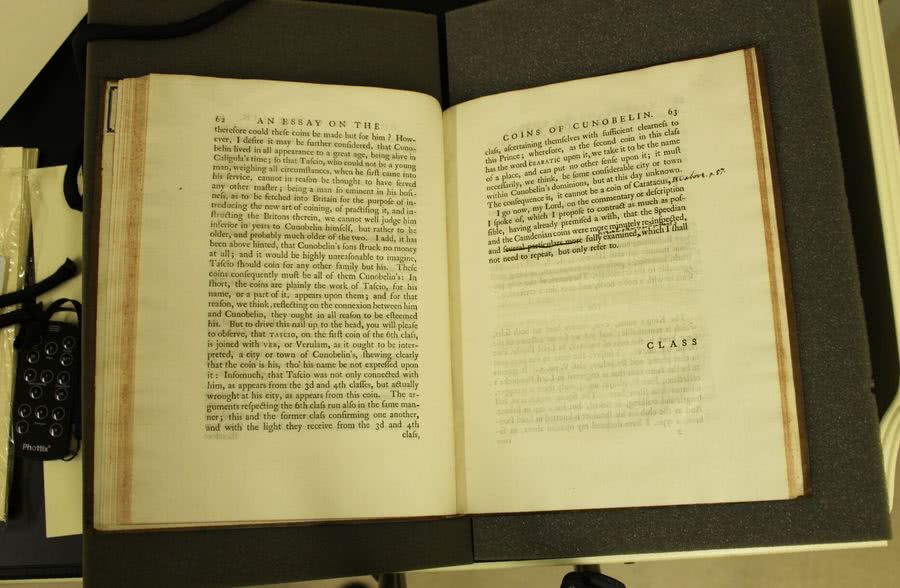 62 AN ESSAY ON THE
therefore could theſe coins be made but for him? How-
ever, I deſire it may be further conſidered, that Cuno-
belin lived in all appearance to a great age, being alive in
Caligula's time; ſo that Taſcio, who could not be a young
man, weighing all circumſtances, when he firſt came into
his ſervice, cannot in reaſon be thought to have ſerved
any other maſter; being a man ſo eminent in his buſi-
neſs, as to be fetched into Britain for the purpoſe of in-
troducing the new art of coining, of practiſing it, and in-
ſtructing the Britons therein, we cannot well judge him
inferior in years to Cunobelin himſelf, but rather to be
older, and probably much older of the two. I add, it has
been above hinted, that Cunobelin's ſons ſtruck no money
at all; and it would be highly unreaſonable to imagine,
Taſcio ſhould coin for any other family but his. Theſe
coins conſequently muſt be all of them Cunobelin's: In
ſhort, the coins are plainly the work of Taſcio, for his
name, or a part of it, appears upon them; and for that
reaſon, we think, reflecting on the connexion between him
and Cunobelin, they ought in all reaſon to be eſteemed
his. But to drive this nail up to the head, you will pleaſe
to obſerve, that TASCIO, on the firſt coin of the 6th claſs,
is joined with VER, or Verulam, as it ought to be inter-
preted, a city or town of Cunobelin's, ſhewing clearly
that the coin is his, tho' his name be not expreſſed upon
it: Inſomuch, that Taſcio was not only connected with
him, as appears from the 3d and 4th claſſes, but actually
wrought at his city, as appears from this coin. The ar-
guments reſpecting the 6th claſs run alſo in the ſame man-
ner; this and the former claſs confirming one another,
and with the light they receive from the 3d and 4th
claſs,
COINS OF CUNOBELIN. 63
claſs, aſcertaining themſelves with ſufficient clearneſs to
this Prince; wherefore, as the ſecond coin in this claſs
has the word CEARATIC upon it, we take it to be the name
of a place, and can put no other ſenſe upon it; it muſt
neceſſarily, we think, be ſome conſiderable city or town
within Cunobelin's dominions, but at this day unknown.
The conſequence is, it cannot be a coin of Caratacus, above. p. 57.
I go now, my Lord, on the commentary or deſcription
I ſpoke of, which I propoſe to contract as much as poſ-
ſible, having already premiſed a wiſh, that the Speedian
and the Camdenian coins were more minutely re-inſpected,
and ſeveral particulars more fully examined, which I ſhall
not need to repeat, but only refer to.
CLASS
Phottix